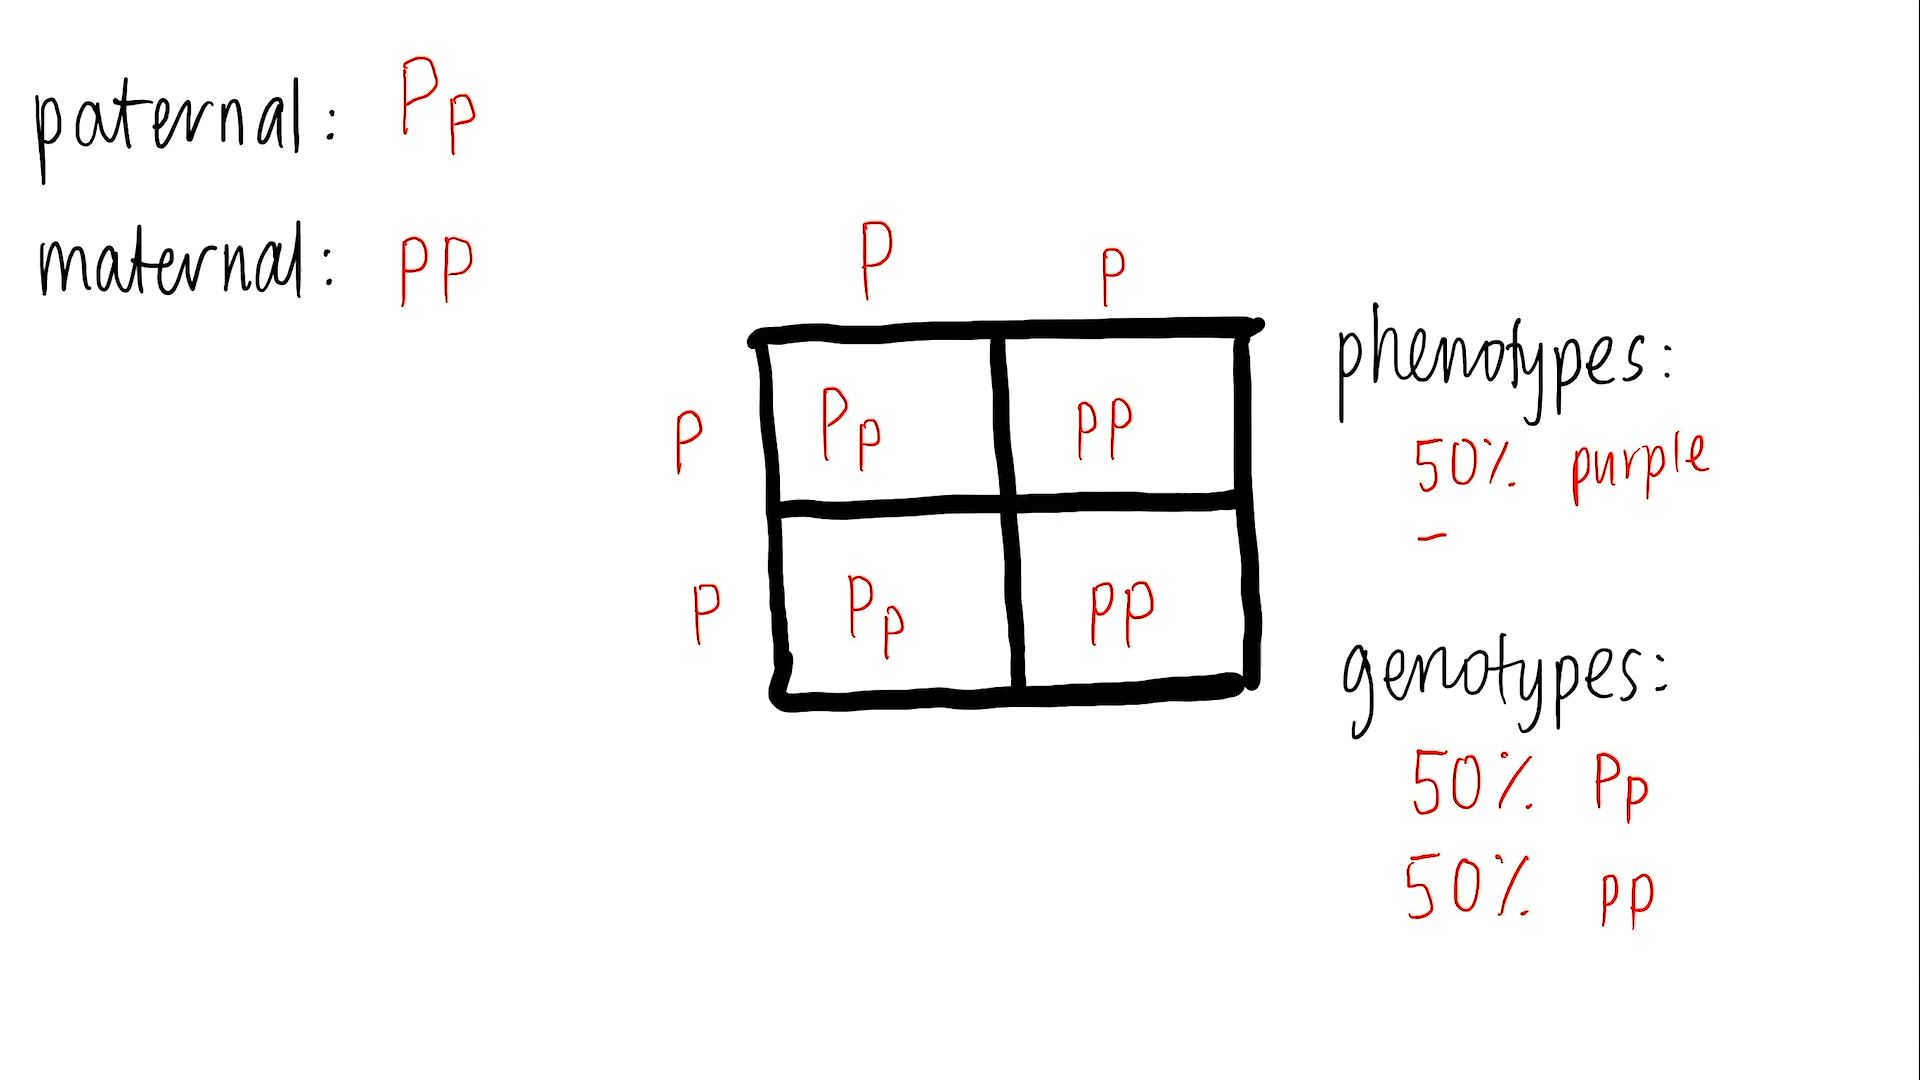 paternal: Pp
maternal: pp
P p
p Pp pp
p Pp pp
phenotypes:
50% purple
genotypes:
50% Pp
50% pp